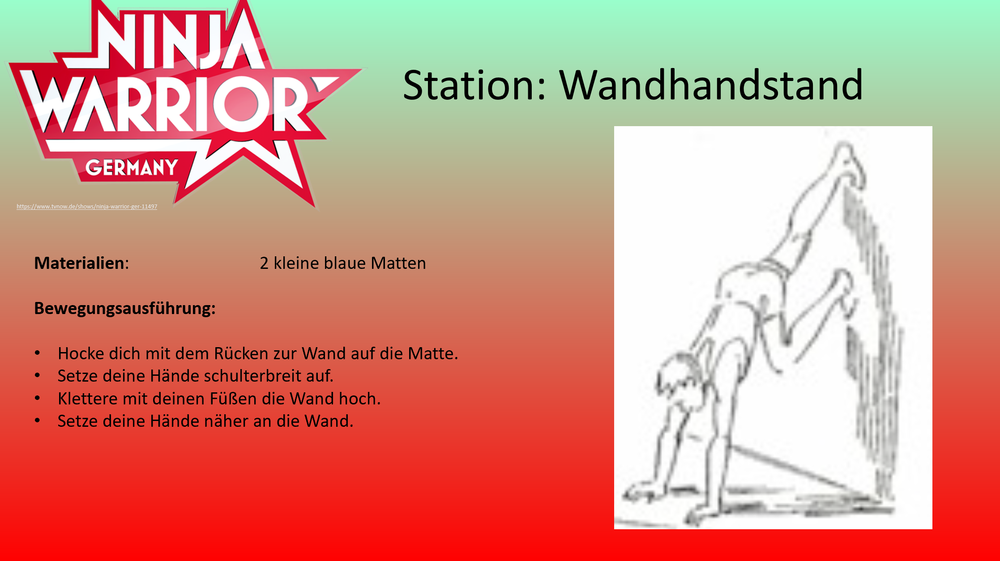 NINJA
WARRIOR
GERMANY
Station: Wandhandstand
https://www.tvnow.de/shows/ninja-warrior-ger-11497
Materialien: 2 kleine blaue Matten
Bewegungsausführung:
• Hocke dich mit dem Rücken zur Wand auf die Matte.
• Setze deine Hände schulterbreit auf.
• Klettere mit deinen Füßen die Wand hoch.
• Setze deine Hände näher an die Wand.